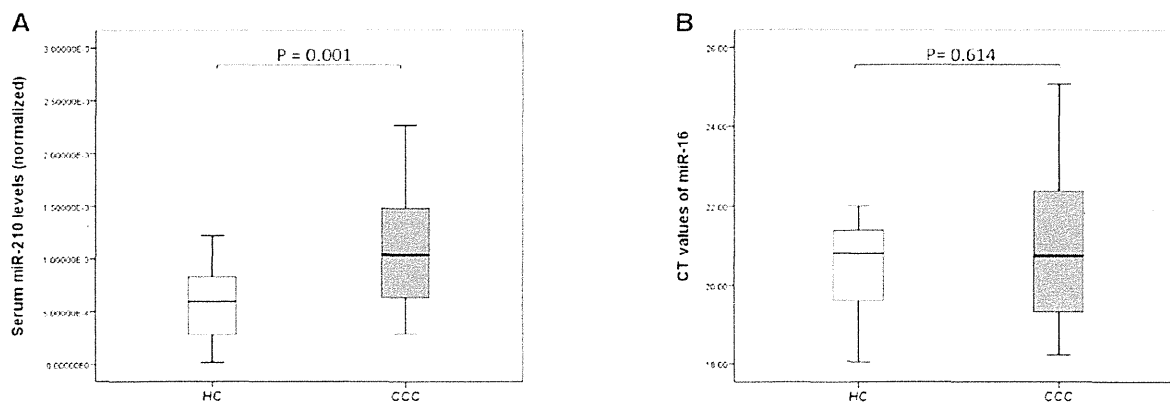 A
P = 0.001
Serum miR-210 levels (normalized)
HC
CCC
B
P= 0.614
CT values of miR-16
26.00
24.00
22.00
20.00
18.00
HC
CCC